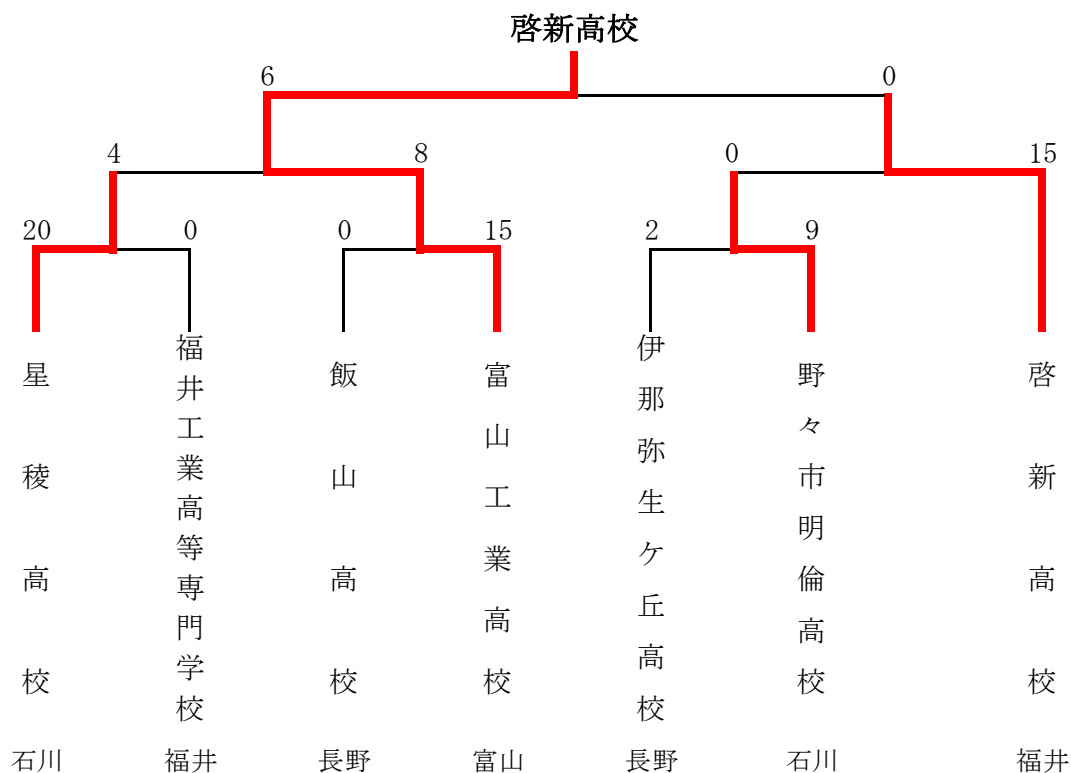 啓新高校
6 0
4 8 0 15
20 0 0 15 2 9
星稜高校
福井工業高等専門学校
飯山高校
富山工業高校
伊那弥生ケ丘高校
野々市明倫高校
啓新高校
石川 福井 長野 富山 長野 石川 福井